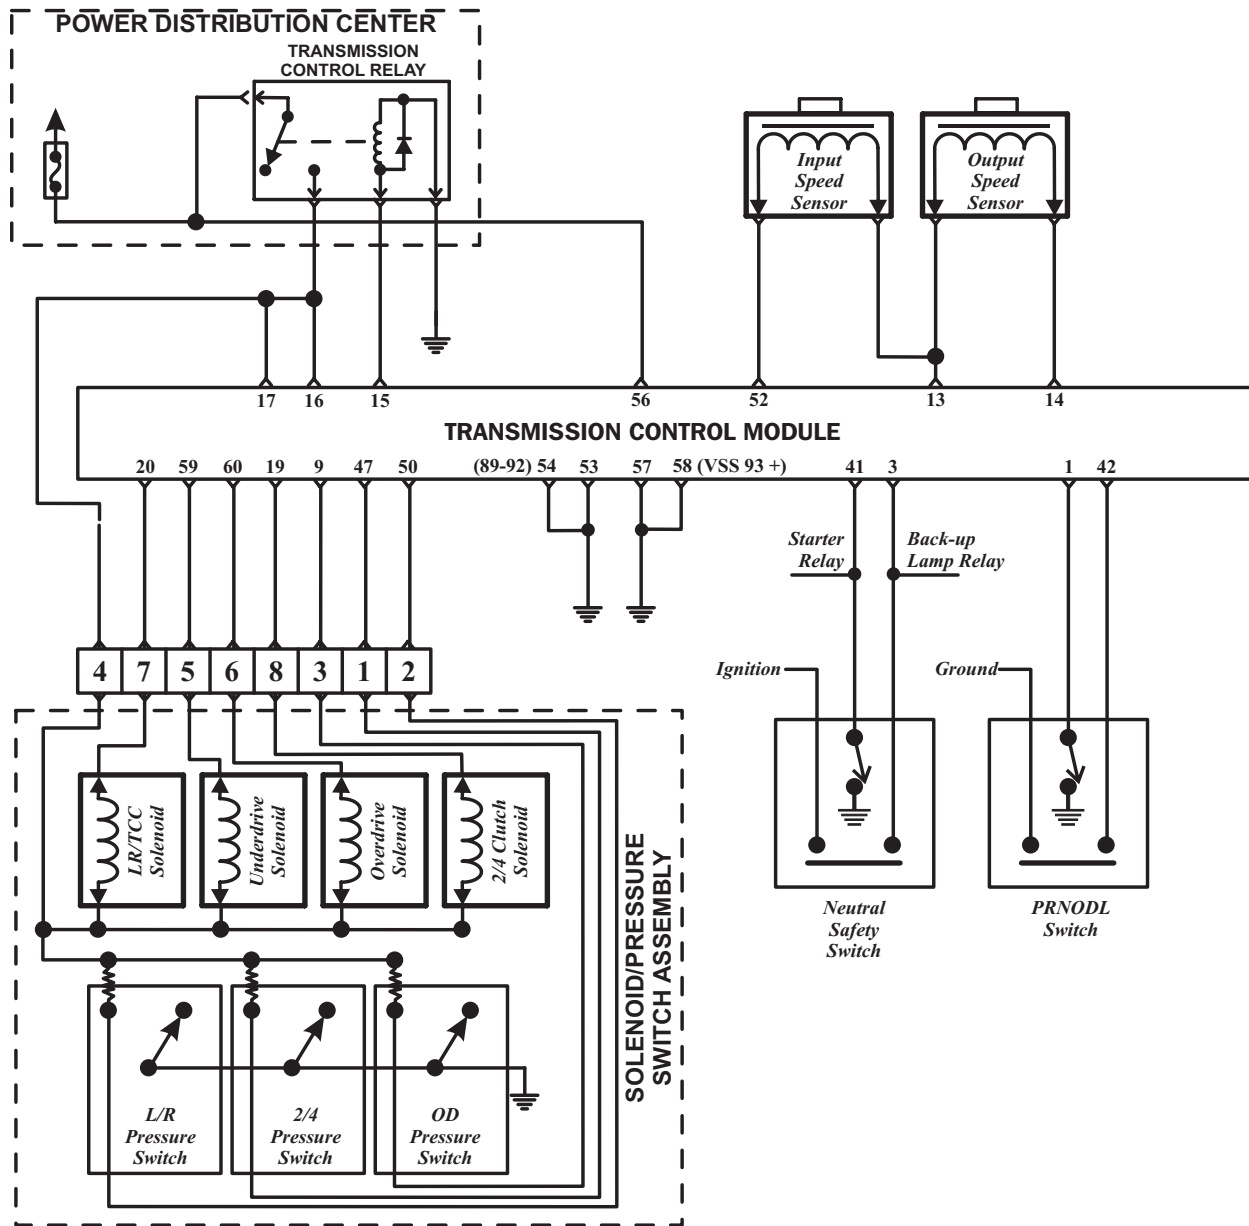 POWER DISTRIBUTION CENTER
TRANSMISSION
CONTROL RELAY
Input
Speed
Sensor
Output
Speed
Sensor
17 16 15 56 52 13 14
TRANSMISSION CONTROL MODULE
20 59 60 19 9 47 50 (89-92) 54 53 57 58 (VSS 93 +) 41 3 1 42
Starter
Relay
Back-up
Lamp Relay
4 7 5 6 8 3 1 2
Ignition
Ground
LR/TCC
Solenoid
Underdrive
Solenoid
Overdrive
Solenoid
2/4 Clutch
Solenoid
SOLENOID/PRESSURE
SWITCH ASSEMBLY
Neutral
Safety
Switch
PRNODL
Switch
L/R
Pressure
Switch
2/4
Pressure
Switch
OD
Pressure
Switch